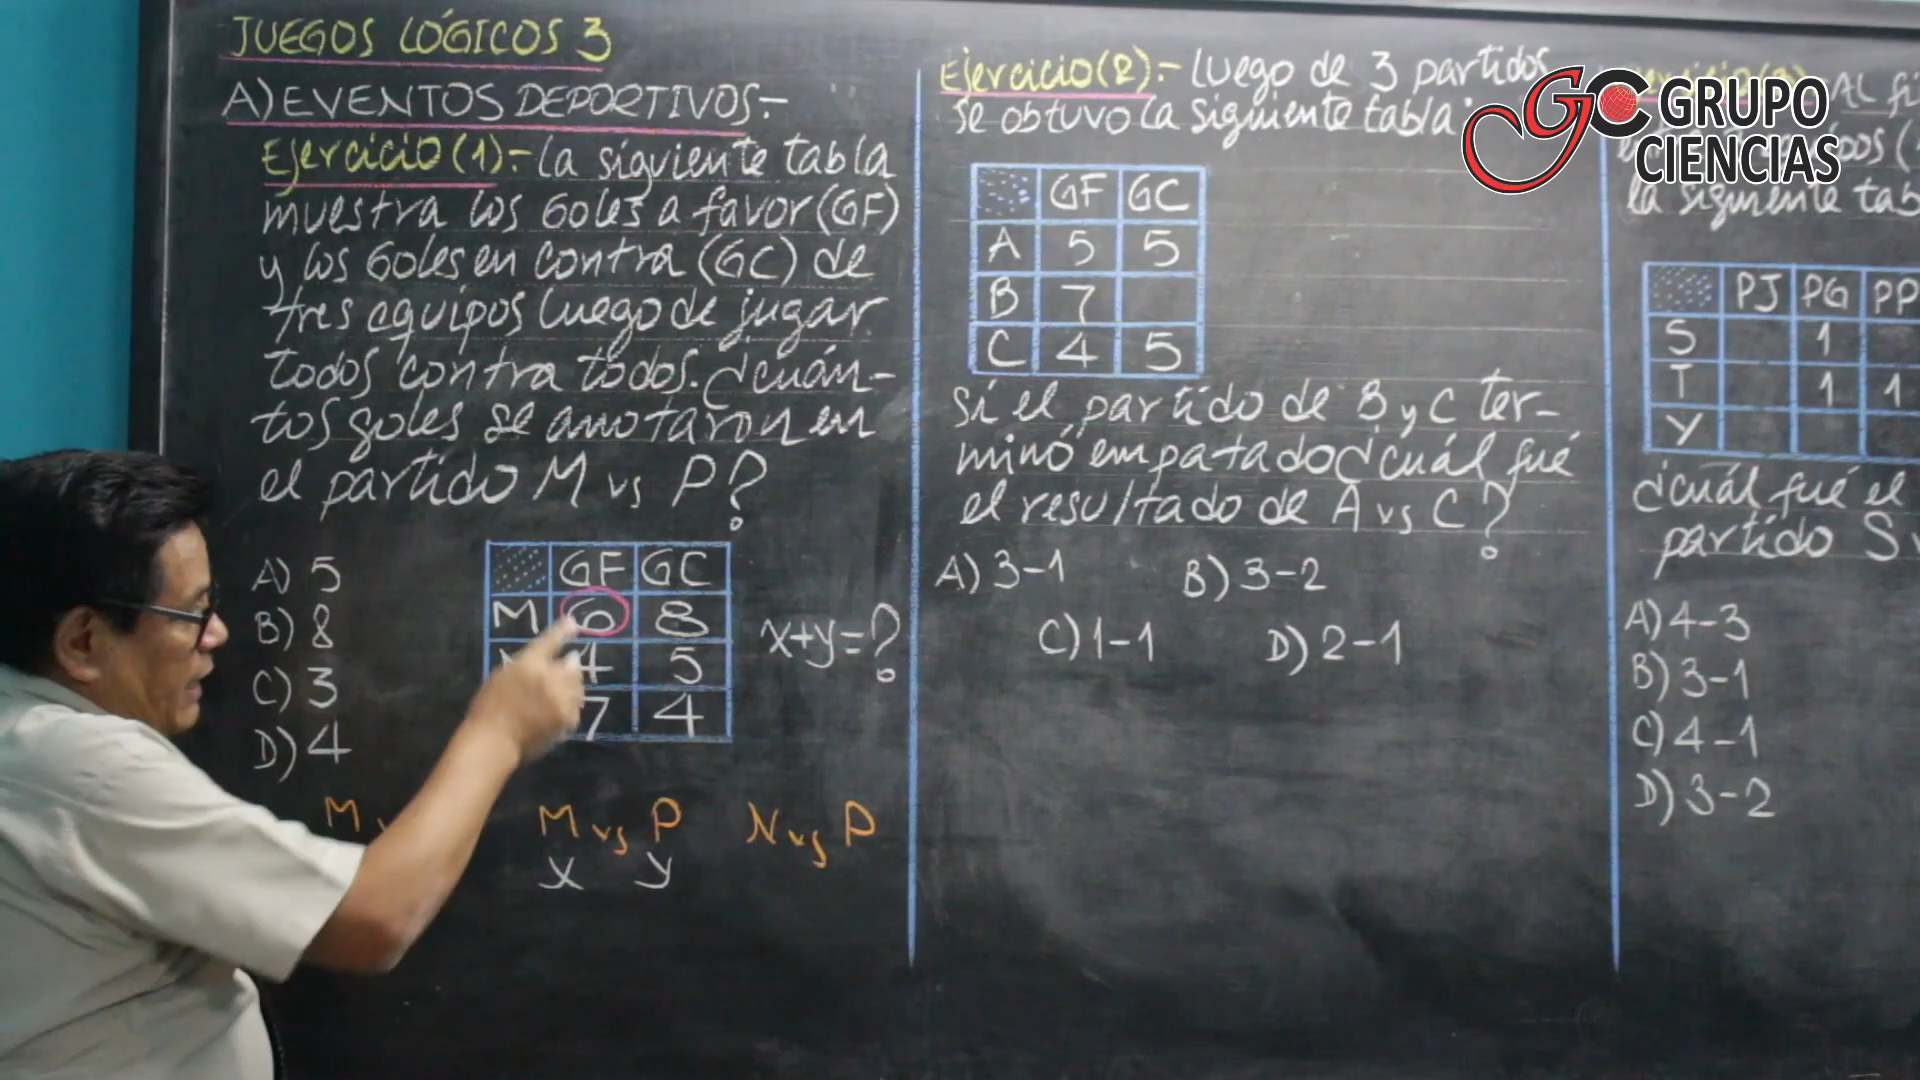 JUEGOS LÓGICOS 3
A) EVENTOS DEPORTIVOS.-
Ejercicio (1).- La siguiente tabla
muestra los Goles a favor (GF)
y los Goles en contra (GC) de
tres equipos luego de jugar
todos contra todos. ¿cuán-
tos goles se anotaron en
el partido M vs P?
A) 5
B) 8
C) 3
D) 4
GF GC
M 6 8
4 5
7 4
x+y=?
M v
M vs P
N vs P
x y
Ejercicio (2).- Luego de 3 partidos
se obtuvo la siguiente tabla:
GF GC
A 5 5
B 7
C 4 5
Si el partido de B y C ter-
minó empatado ¿cuál fué
el resultado de A vs C?
A) 3-1
B) 3-2
C) 1-1
D) 2-1
GC GRUPO CIENCIAS
Al fi
la siguiente tab
PJ PG PP
S 1
T 1 1
Y
¿cuál fué el
partido S v
A) 4-3
B) 3-1
C) 4-1
D) 3-2